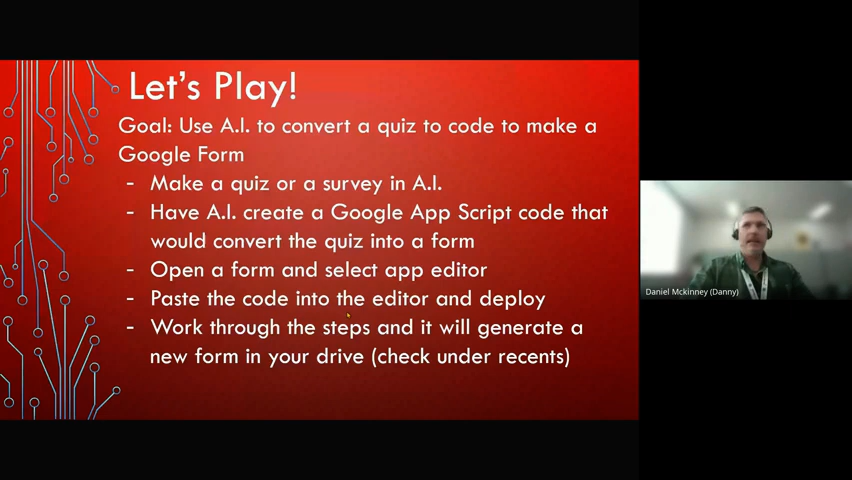 Let's Play!
Goal: Use A.I. to convert a quiz to code to make a
Google Form
- Make a quiz or a survey in A.I.
- Have A.I. create a Google App Script code that
would convert the quiz into a form
- Open a form and select app editor
- Paste the code into the editor and deploy
- Work through the steps and it will generate a
new form in your drive (check under recents)
Daniel Mckinney (Danny)